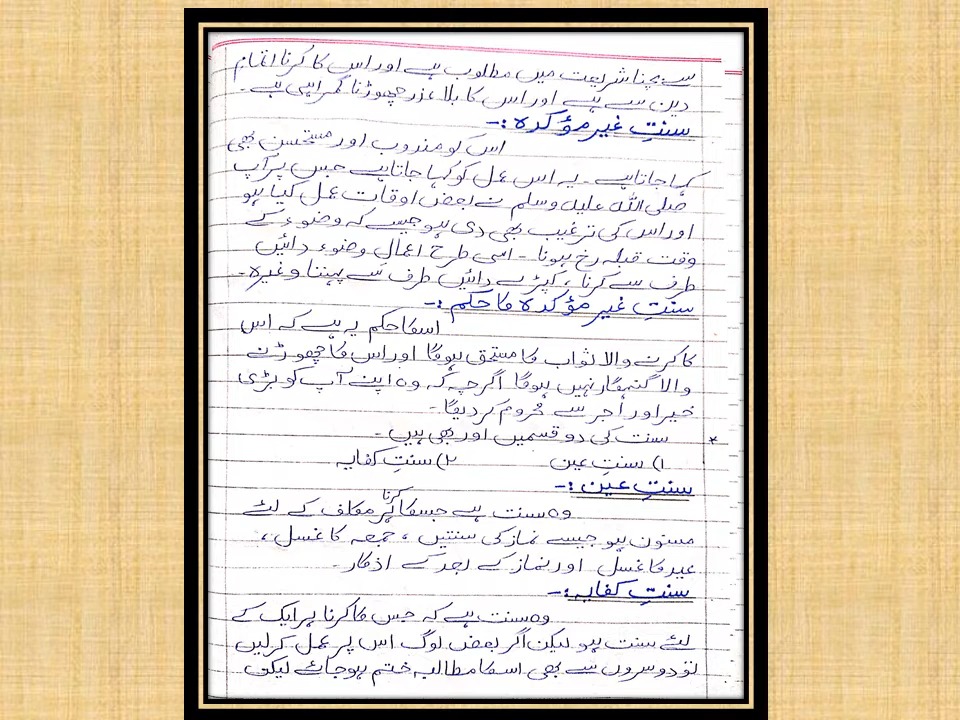 سے بچنا شریعت میں مطلوب ہے اور اس کا کرنا اتمام
دین سے ہے اور اس کا بلا عزر چھوڑنا گمراہی ہے۔
سنتِ غیر مؤکدہ :-
اس کو مندوب اور مستحسن بھی
کہا جاتا ہے۔ یہ اس عمل کو کہا جاتا ہے جس پر آپ
صلی اللہ علیہ وسلم نے بعض اوقات عمل کیا ہو
اور اس کی ترغیب بھی دی ہو جیسے کہ وضوء کے
وقت قبلہ رخ ہونا ۔ اسی طرح اعمالِ وضوء دائیں
طرف سے کرنا ، کپڑے دائیں طرف سے پہننا وغیرہ۔
سنتِ غیر مؤکدہ کا حکم :-
اسکا حکم یہ ہے کہ اس
کا کرنے والا ثواب کا مستحق ہوگا اور اس کا چھوڑنے
والا گنہگار نہیں ہوگا اگرچہ کہ وہ اپنے آپ کو بڑی
خیر اور اجر سے محروم کر دیگا۔
* سنت کی دو قسمیں اور بھی ہیں۔
۱) سنتِ عین ۲) سنتِ کفایہ
سنتِ عین :-
وہ سنت ہے جسکا کرنا ہر مکلف کے لئے
مسنون ہو جیسے نماز کی سنتیں ، جمعہ کا غسل ،
عید کا غسل اور نماز کے بعد کے اذکار۔
سنتِ کفایہ :-
وہ سنت ہے کہ جس کا کرنا ہر ایک کے
لئے سنت ہو لیکن اگر بعض لوگ اس پر عمل کرلیں
تو دوسروں سے بھی اسکا مطالبہ ختم ہو جائے لیکن